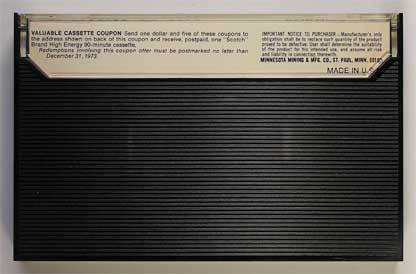 VALUABLE CASSETTE COUPON Send one dollar and five of these coupons to
the address shown on back of this coupon and receive, postpaid, one "Scotch"
Brand High Energy 90-minute cassette.
Redemptions involving this coupon offer must be postmarked no later than
December 31, 1973.
IMPORTANT NOTICE TO PURCHASER—Manufacturer's only
obligation shall be to replace such quantity of the product
proved to be defective. User shall determine the suitability
of the product for his intended use, and assume all risk
and liability in connection therewith.
MINNESOTA MINING & MFG. CO., ST. PAUL, MINN.
MADE IN